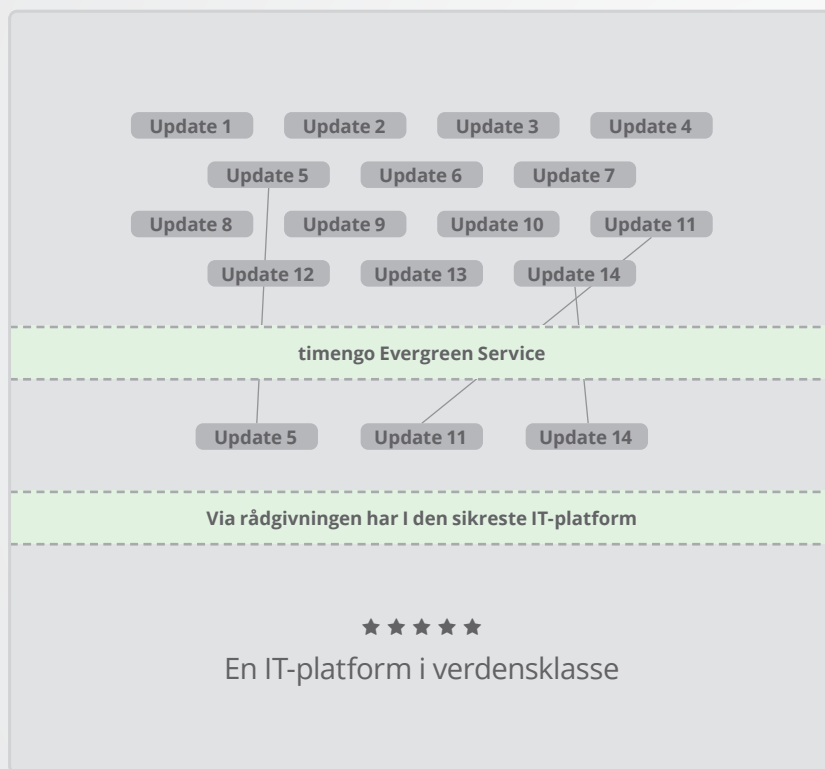 Update 1 Update 2 Update 3 Update 4
Update 5 Update 6 Update 7
Update 8 Update 9 Update 10 Update 11
Update 12 Update 13 Update 14
timengo Evergreen Service
Update 5 Update 11 Update 14
Via rådgivningen har I den sikreste IT-platform
En IT-platform i verdensklasse